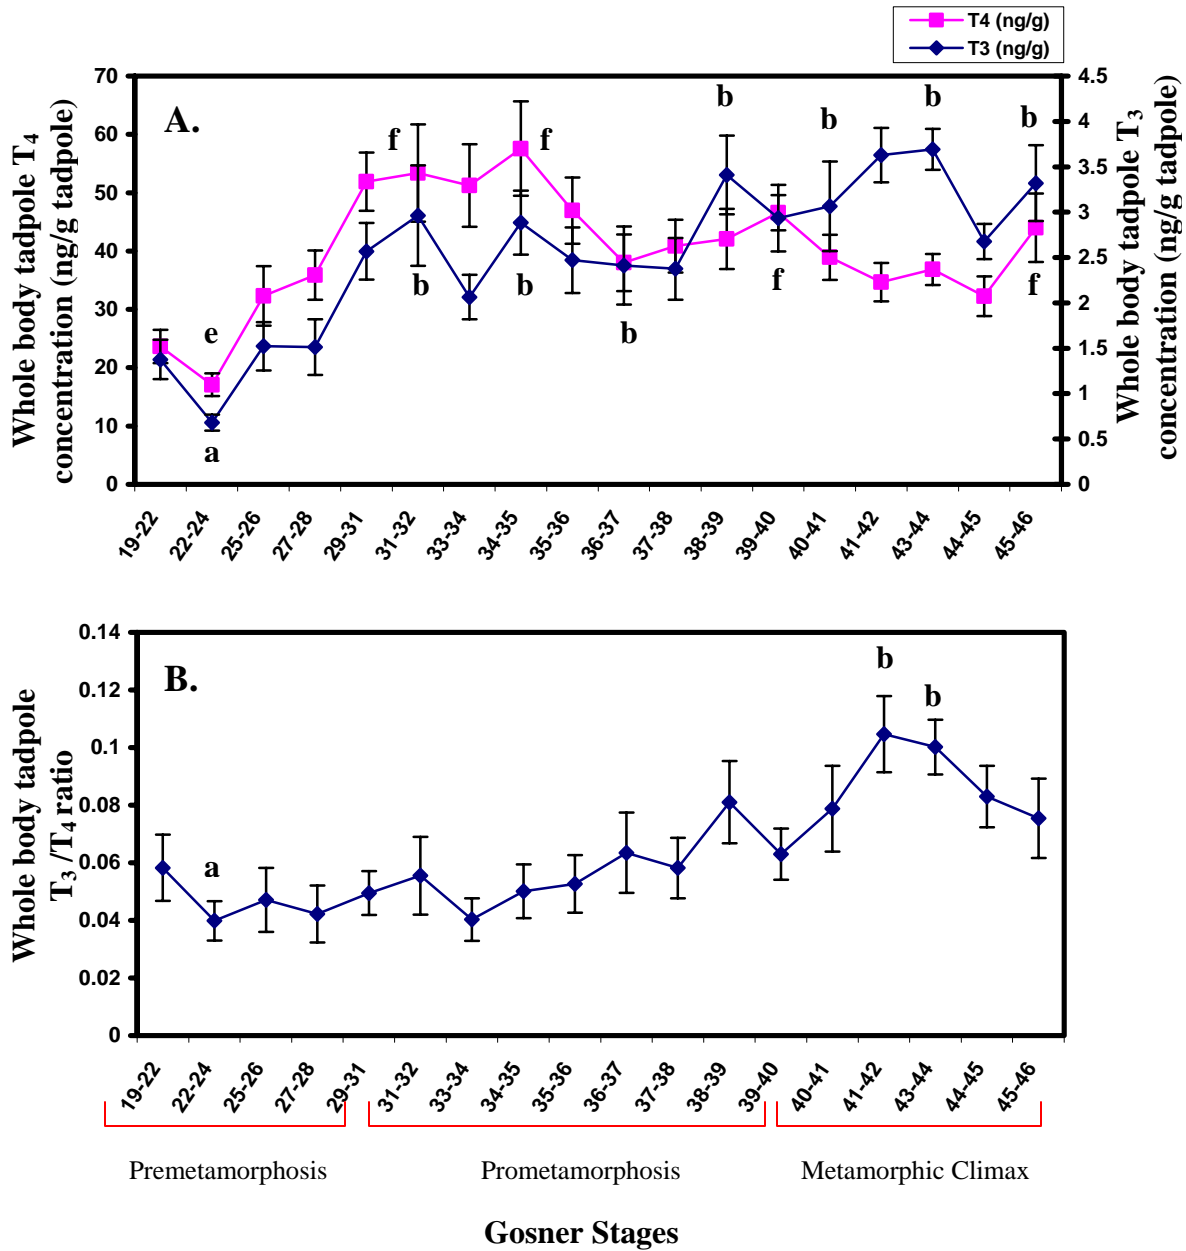 T4 (ng/g)
T3 (ng/g)
A.
Whole body tadpole T4
concentration (ng/g tadpole)
70
60
50
40
30
20
10
0
Whole body tadpole T3
concentration (ng/g tadpole)
4.5
4
3.5
3
2.5
2
1.5
1
0.5
0
e
a
f
b
f
b
b
b
f
b
b
b
f
19-22
22-24
25-26
27-28
29-31
31-32
33-34
34-35
35-36
36-37
37-38
38-39
39-40
40-41
41-42
43-44
44-45
45-46
B.
Whole body tadpole
T3 /T4 ratio
0.14
0.12
0.1
0.08
0.06
0.04
0.02
0
a
b
b
19-22
22-24
25-26
27-28
29-31
31-32
33-34
34-35
35-36
36-37
37-38
38-39
39-40
40-41
41-42
43-44
44-45
45-46
Premetamorphosis
Prometamorphosis
Metamorphic Climax
Gosner Stages